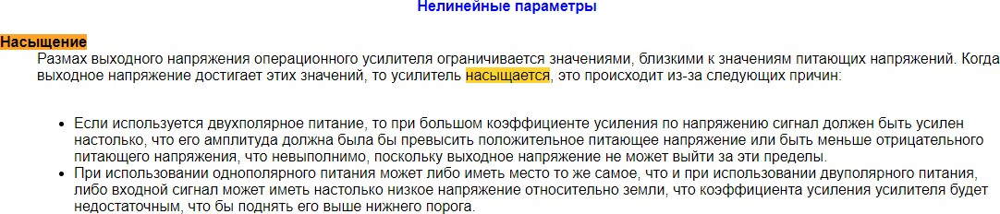 Нелинейные параметры
Насыщение
Размах выходного напряжения операционного усилителя ограничивается значениями, близкими к значениям питающих напряжений. Когда
выходное напряжение достигает этих значений, то усилитель насыщается, это происходит из-за следующих причин:
• Если используется двухполярное питание, то при большом коэффициенте усиления по напряжению сигнал должен быть усилен
настолько, что его амплитуда должна была бы превысить положительное питающее напряжение или быть меньше отрицательного
питающего напряжения, что невыполнимо, поскольку выходное напряжение не может выйти за эти пределы.
• При использовании однополярного питания может либо иметь место то же самое, что и при использовании двуполярного питания,
либо входной сигнал может иметь настолько низкое напряжение относительно земли, что коэффициента усиления усилителя будет
недостаточным, что бы поднять его выше нижнего порога.